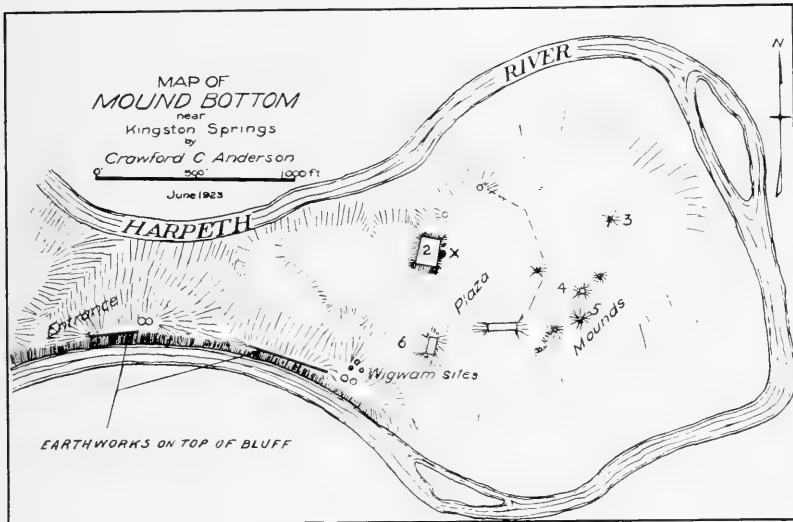 MAP OF
MOUND BOTTOM
near
Kingston Springs
by
Crawford C Anderson
0' 500' 1000 ft
June 1923
HARPETH
RIVER
N
2
X
3
4
5
Mounds
6
Plaza
Entrance
Wigwam sites
EARTHWORKS ON TOP OF BLUFF